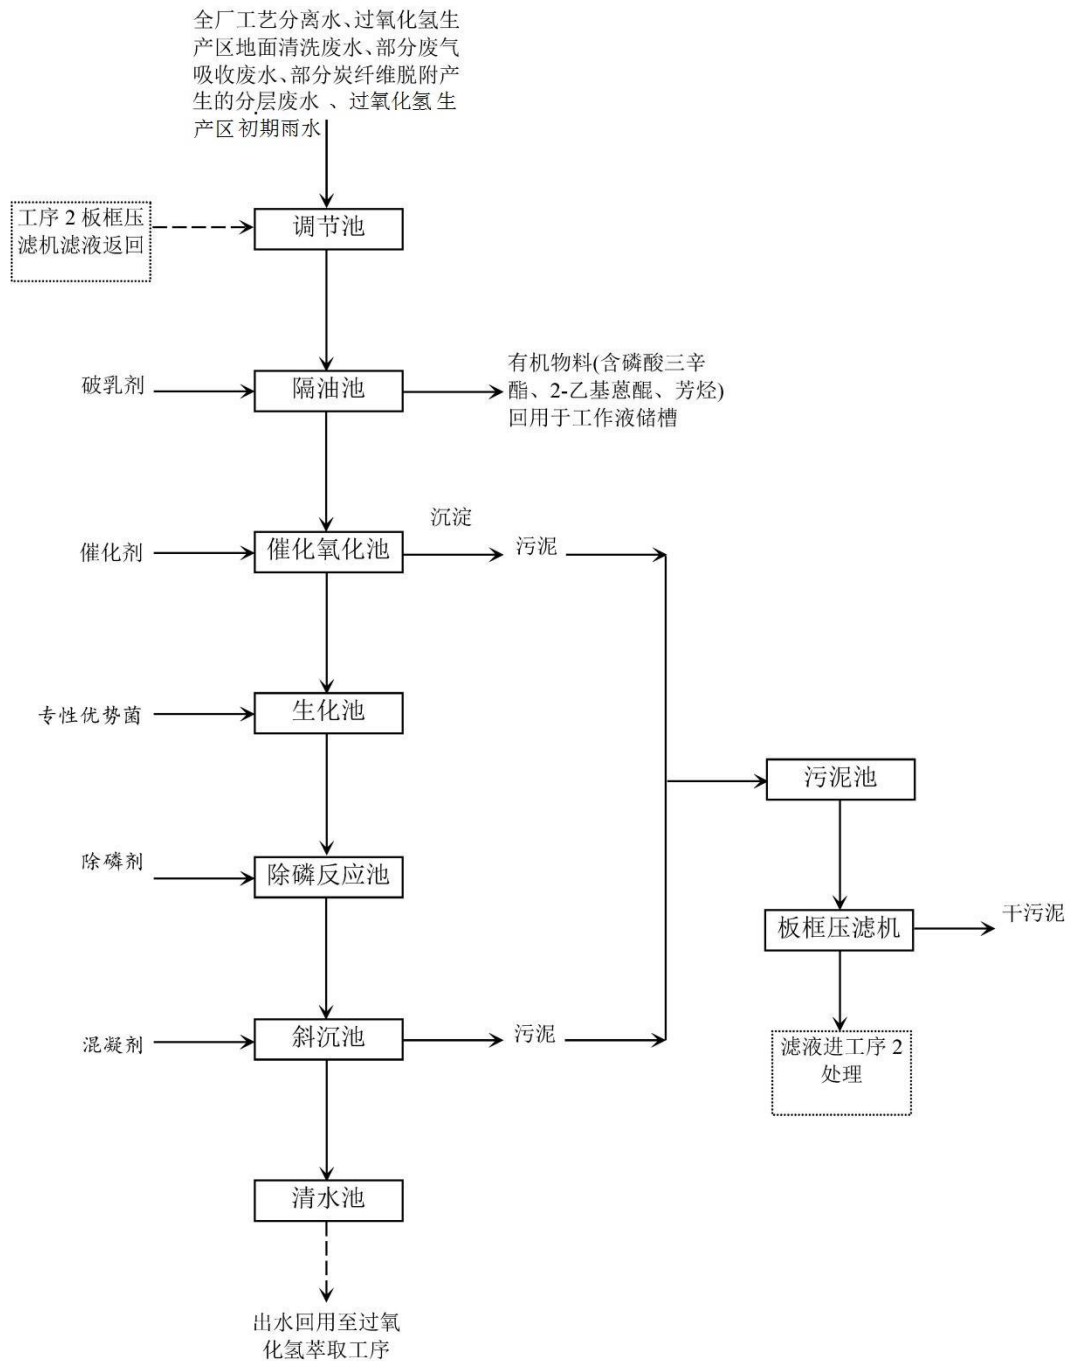 全厂工艺分离水、过氧化氢生
产区地面清洗废水、部分废气
吸收废水、部分炭纤维脱附产
生的分层废水 、过氧化氢 生
产区初期雨水
工序 2 板框压
滤机滤液返回
调节池
破乳剂
隔油池
有机物料(含磷酸三辛
酯、2-乙基蒽醌、芳烃)
回用于工作液储槽
催化剂
催化氧化池
沉淀
污泥
专性优势菌
生化池
污泥池
除磷剂
除磷反应池
板框压滤机
干污泥
混凝剂
斜沉池
污泥
滤液进工序 2
处理
清水池
出水回用至过氧
化氢萃取工序